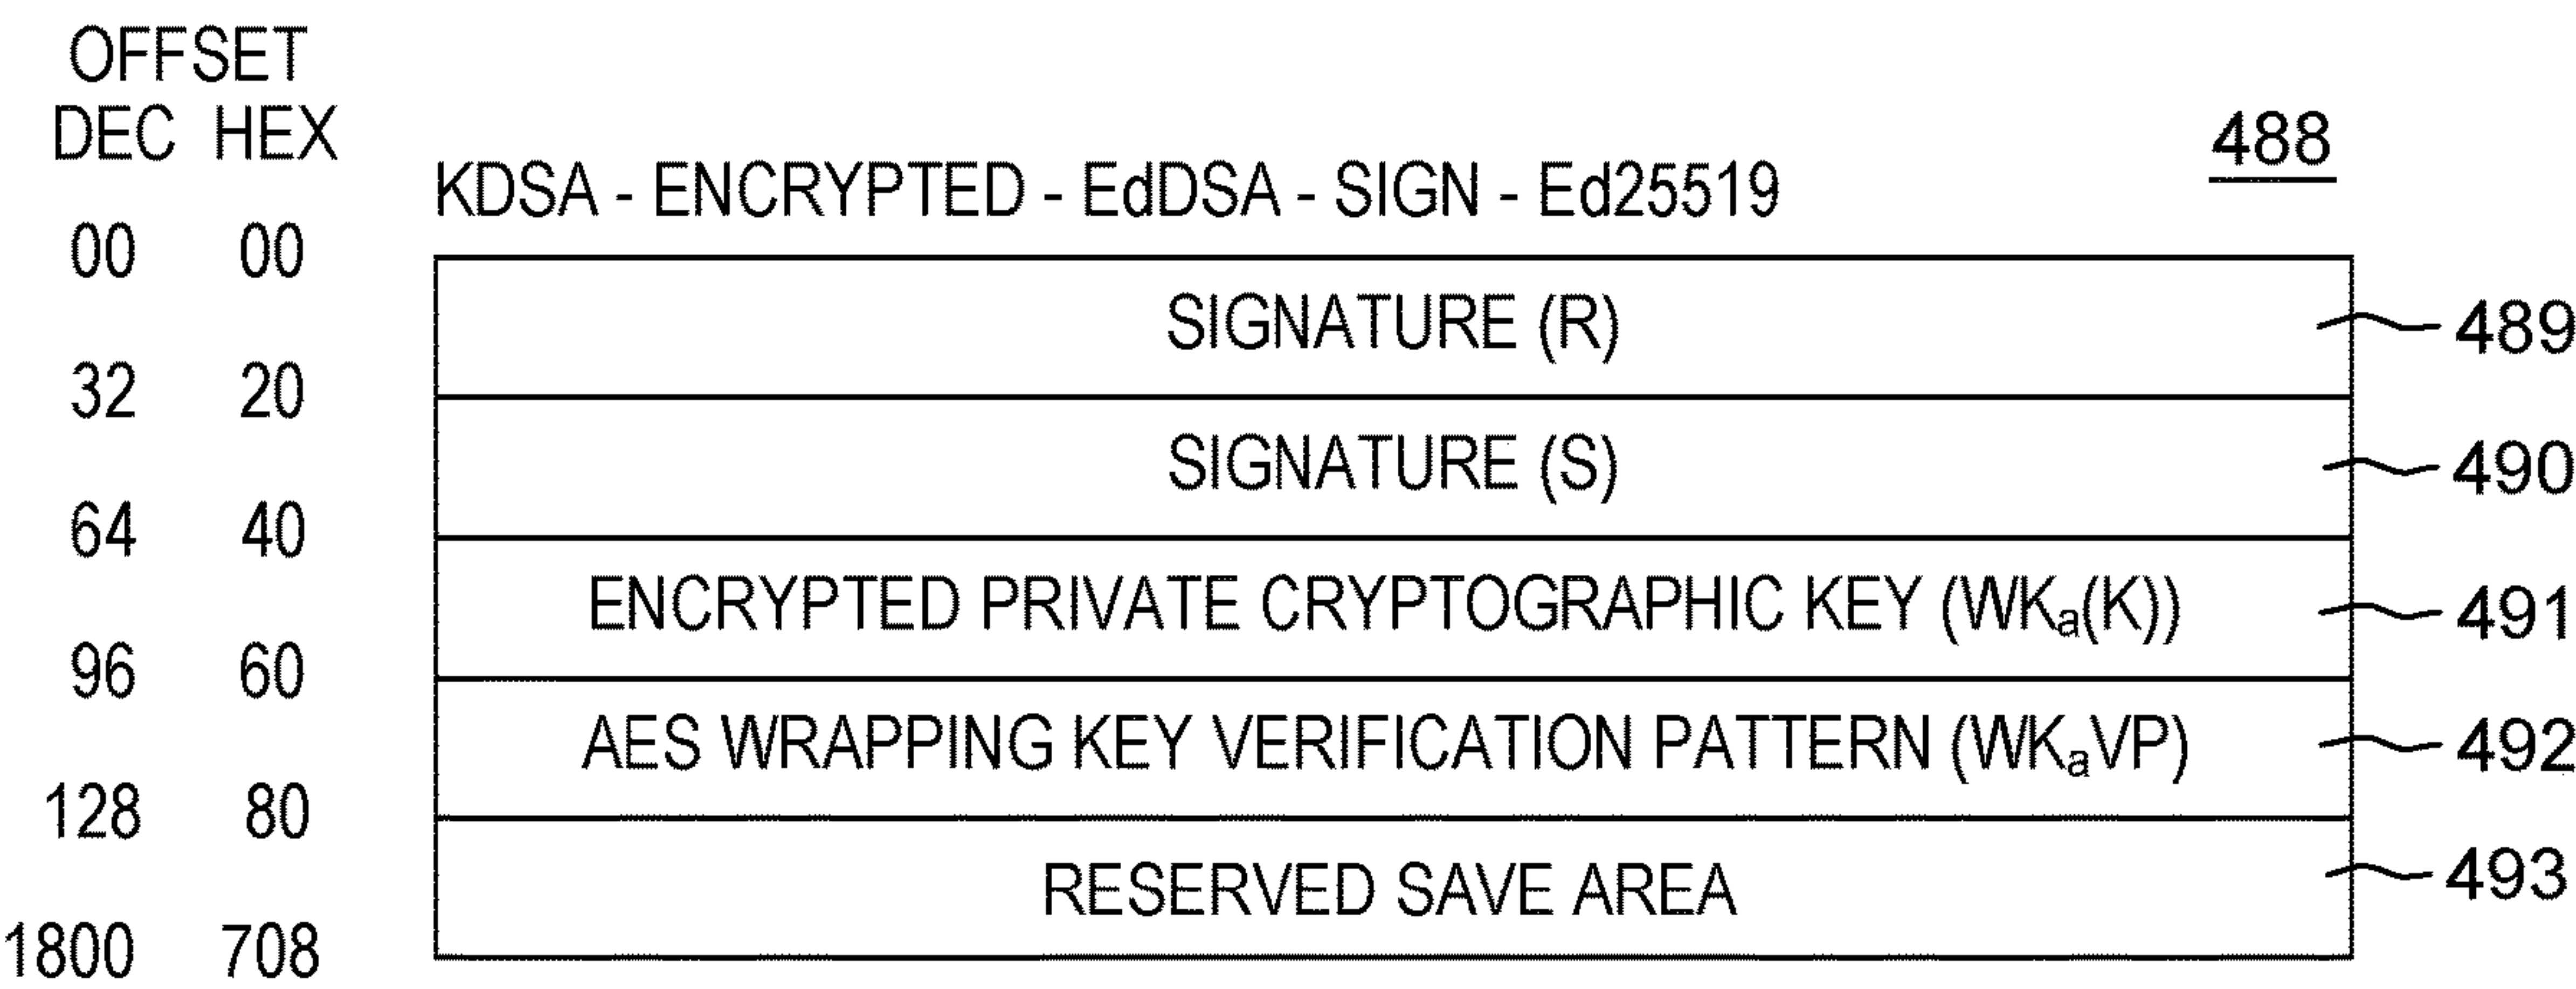 OFFSET
DEC HEX
488
KDSA - ENCRYPTED - EdDSA - SIGN - Ed25519
00 00
SIGNATURE (R) 489
32 20
SIGNATURE (S) 490
64 40
ENCRYPTED PRIVATE CRYPTOGRAPHIC KEY (WKa(K)) 491
96 60
AES WRAPPING KEY VERIFICATION PATTERN (WKaVP) 492
128 80
RESERVED SAVE AREA 493
1800 708